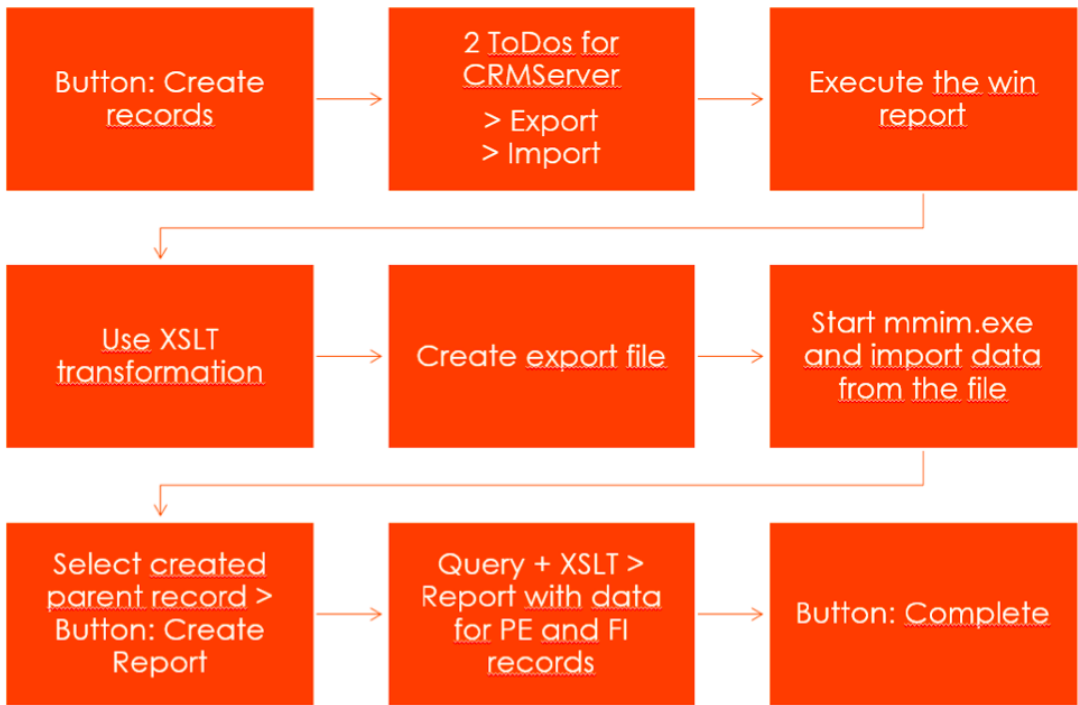 Button: Create
records
2 ToDos for
CRMServer
> Export
> Import
Execute the win
report
Use XSLT
transformation
Create export file
Start mmim.exe
and import data
from the file
Select created
parent record >
Button: Create
Report
Query + XSLT >
Report with data
for PE and FI
records
Button: Complete